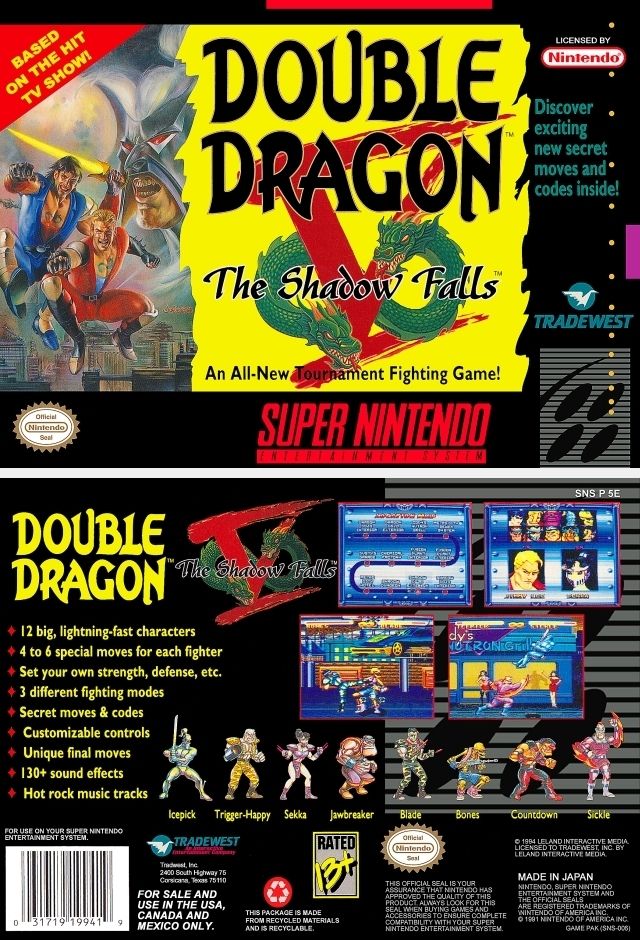 BASED
ON THE HIT
TV SHOW!
DOUBLE
DRAGON™
V
The Shadow Falls™
An All-New Tournament Fighting Game!
SUPER NINTENDO
ENTERTAINMENT SYSTEM
Official
Nintendo
Seal
LICENSED BY
Nintendo
Discover
exciting
new secret
moves and
codes inside!
TRADEWEST
SNS P 5E
DOUBLE
DRAGON™
V
The Shadow Falls™
12 big, lightning-fast characters
4 to 6 special moves for each fighter
Set your own strength, defense, etc.
3 different fighting modes
Secret moves & codes
Customizable controls
Unique final moves
130+ sound effects
Hot rock music tracks
Icepick Trigger-Happy Sekka Jawbreaker Blade Bones Countdown Sickle
FOR USE ON YOUR SUPER NINTENDO
ENTERTAINMENT SYSTEM.
0 31719 19941 9
TRADEWEST
Tradewest, Inc.
2400 South Highway 75
Corsicana, Texas 75110
FOR SALE AND
USE IN THE USA,
CANADA AND
MEXICO ONLY.
THIS PACKAGE IS MADE
FROM RECYCLED MATERIALS
AND IS RECYCLABLE.
RATED
13+
Official
Nintendo
Seal
THIS OFFICIAL SEAL IS YOUR
ASSURANCE THAT NINTENDO HAS
APPROVED THE QUALITY OF THIS
PRODUCT. ALWAYS LOOK FOR THIS
SEAL WHEN BUYING GAMES AND
ACCESSORIES TO ENSURE COMPLETE
COMPATIBILITY WITH YOUR SUPER
NINTENDO ENTERTAINMENT SYSTEM.
© 1994 LELAND INTERACTIVE MEDIA.
LICENSED TO TRADEWEST, INC. BY
LELAND INTERACTIVE MEDIA.
MADE IN JAPAN
NINTENDO, SUPER NINTENDO
ENTERTAINMENT SYSTEM AND
THE OFFICIAL SEALS
ARE REGISTERED TRADEMARKS OF
NINTENDO OF AMERICA INC.
© 1991 NINTENDO OF AMERICA INC.
GAME PAK (SNS-006)